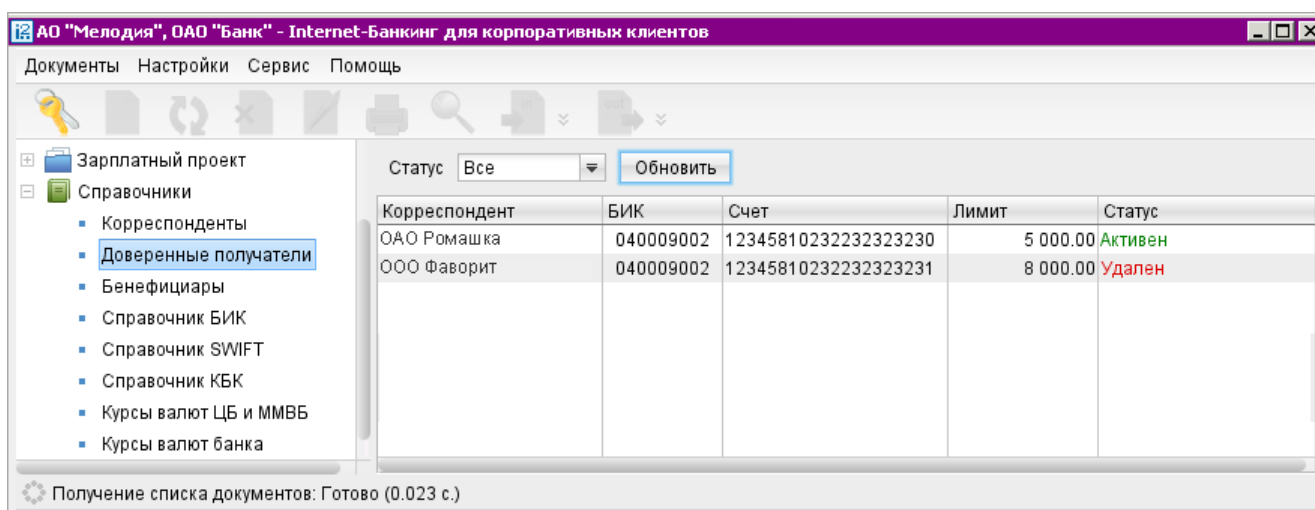 АО "Мелодия", ОАО "Банк" - Internet-Банкинг для корпоративных клиентов
Документы Настройки Сервис Помощь
in
out
Зарплатный проект
Справочники
Корреспонденты
Доверенные получатели
Бенефициары
Справочник БИК
Справочник SWIFT
Справочник КБК
Курсы валют ЦБ и ММВБ
Курсы валют банка
Статус Все Обновить
Корреспондент БИК Счет Лимит Статус
ОАО Ромашка 040009002 12345810232232323230 5 000.00 Активен
ООО Фаворит 040009002 12345810232232323231 8 000.00 Удален
Получение списка документов: Готово (0.023 с.)